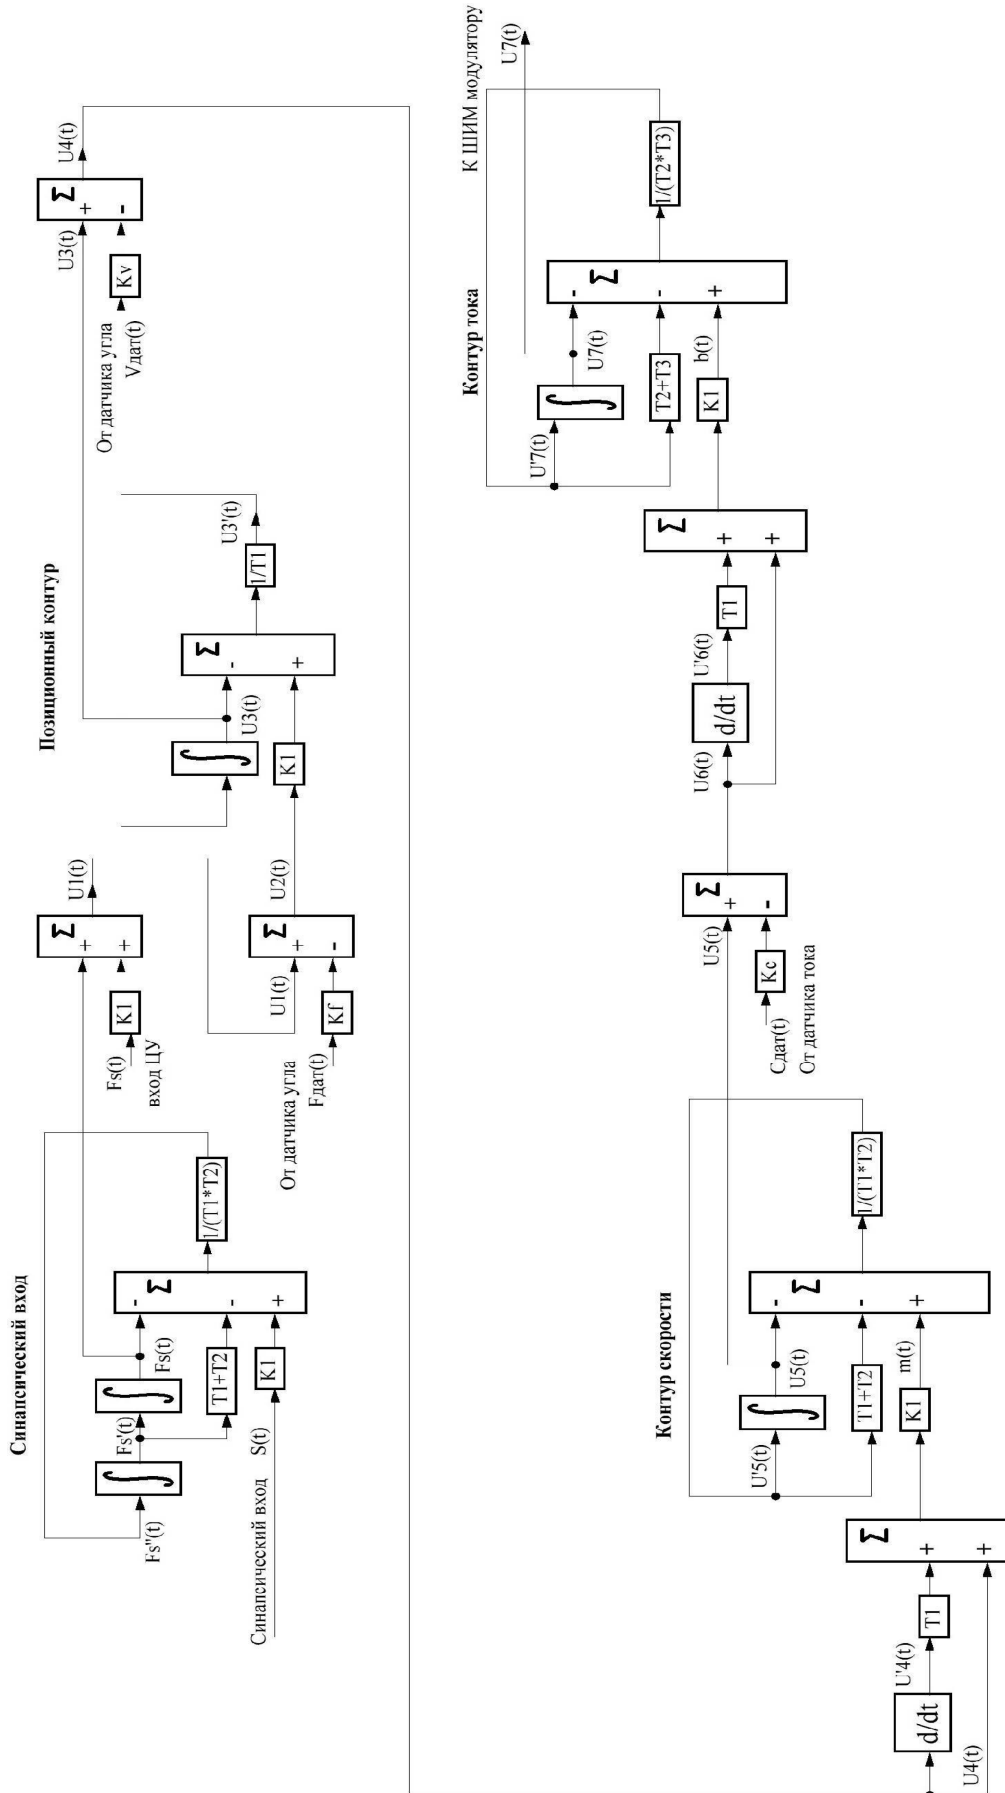 Синапсический вход
Fs''(t)
∫
Fs'(t)
∫
Fs(t)
T1+T2
Синапсический вход S(t)
K1
-
Σ
-
+
1/(T1*T2)
Fs(t)
вход ЦУ
K1
Σ
+
+
U1(t)
От датчика угла
Fдат(t)
Kf
U1(t)
Σ
+
-
U2(t)
Позиционный контур
∫
U3(t)
K1
Σ
-
+
1/T1
U3'(t)
От датчика угла
Vдат(t)
Kv
U3(t)
Σ
+
-
U4(t)
Контур скорости
U4(t)
d/dt
U'4(t)
T1
Σ
+
+
U'5(t)
∫
U5(t)
T1+T2
K1
m(t)
-
Σ
-
+
1/(T1*T2)
Cдат(t)
От датчика тока
Kc
U5(t)
Σ
+
-
U6(t)
d/dt
U'6(t)
T1
Σ
+
+
Контур тока
U'7(t)
∫
U7(t)
T2+T3
K1
b(t)
-
Σ
-
+
1/(T2*T3)
К ШИМ модулятору
U7(t)